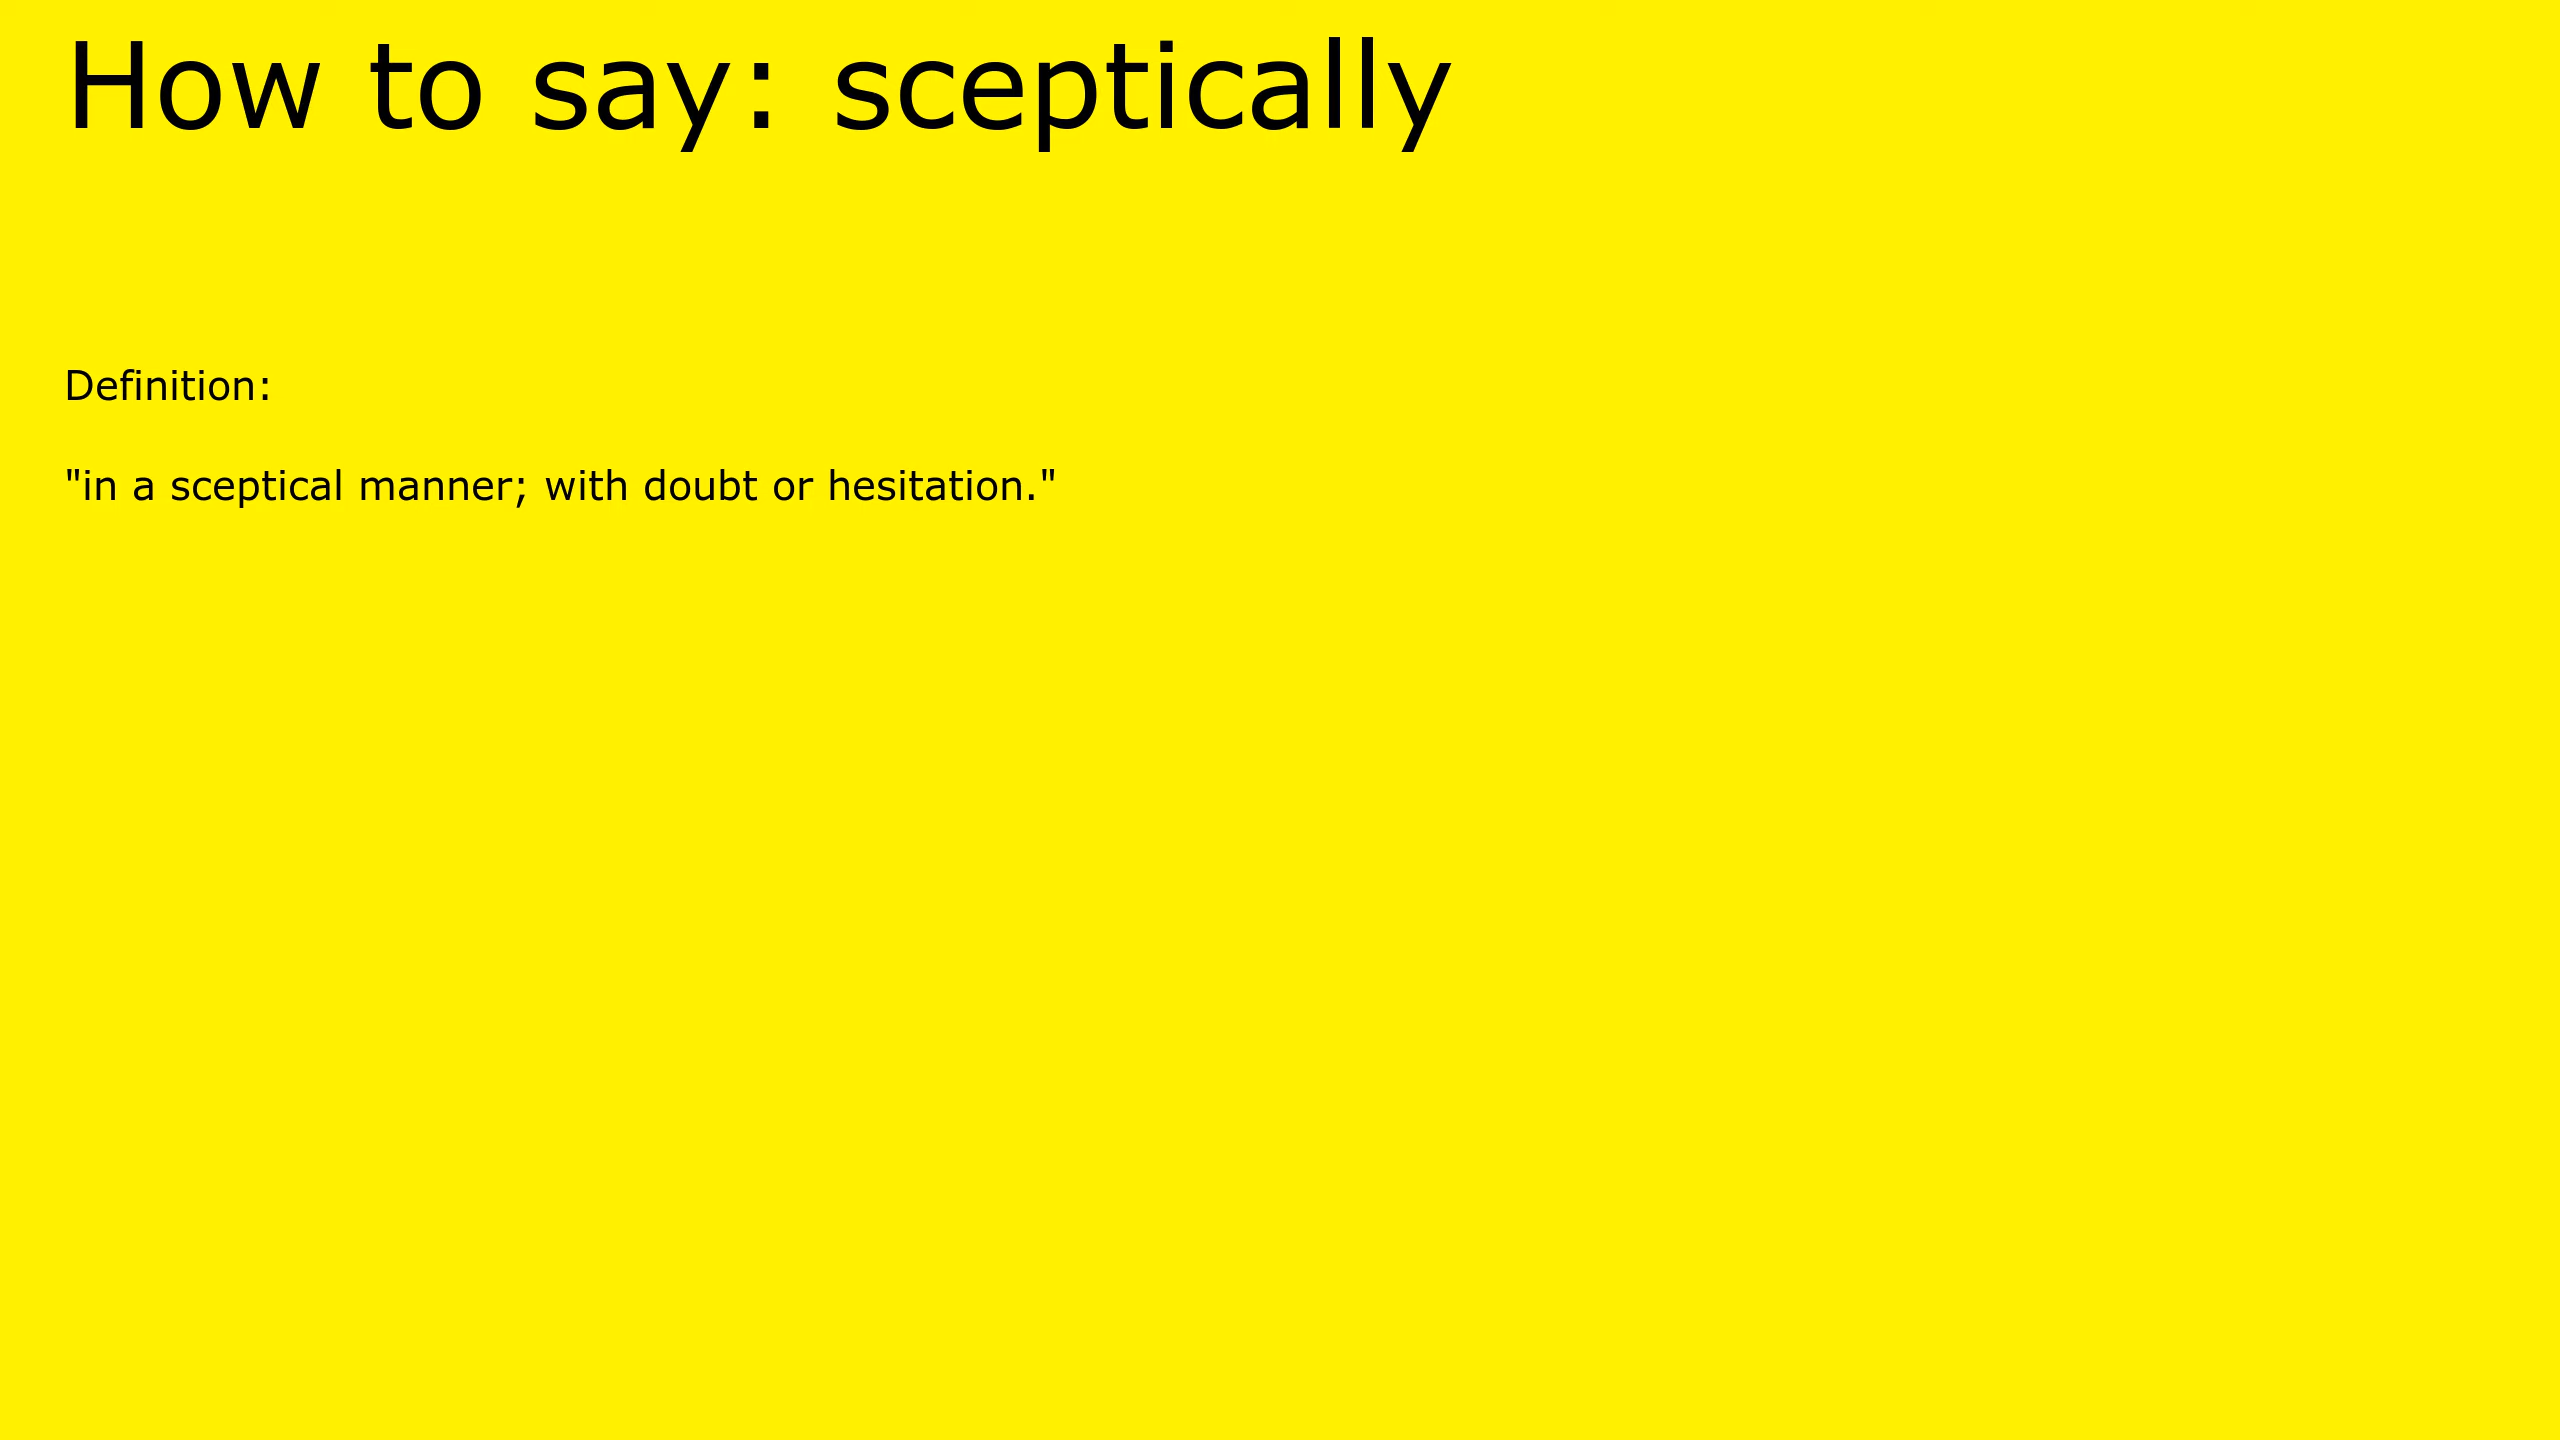 How to say: sceptically
Definition:
"in a sceptical manner; with doubt or hesitation."